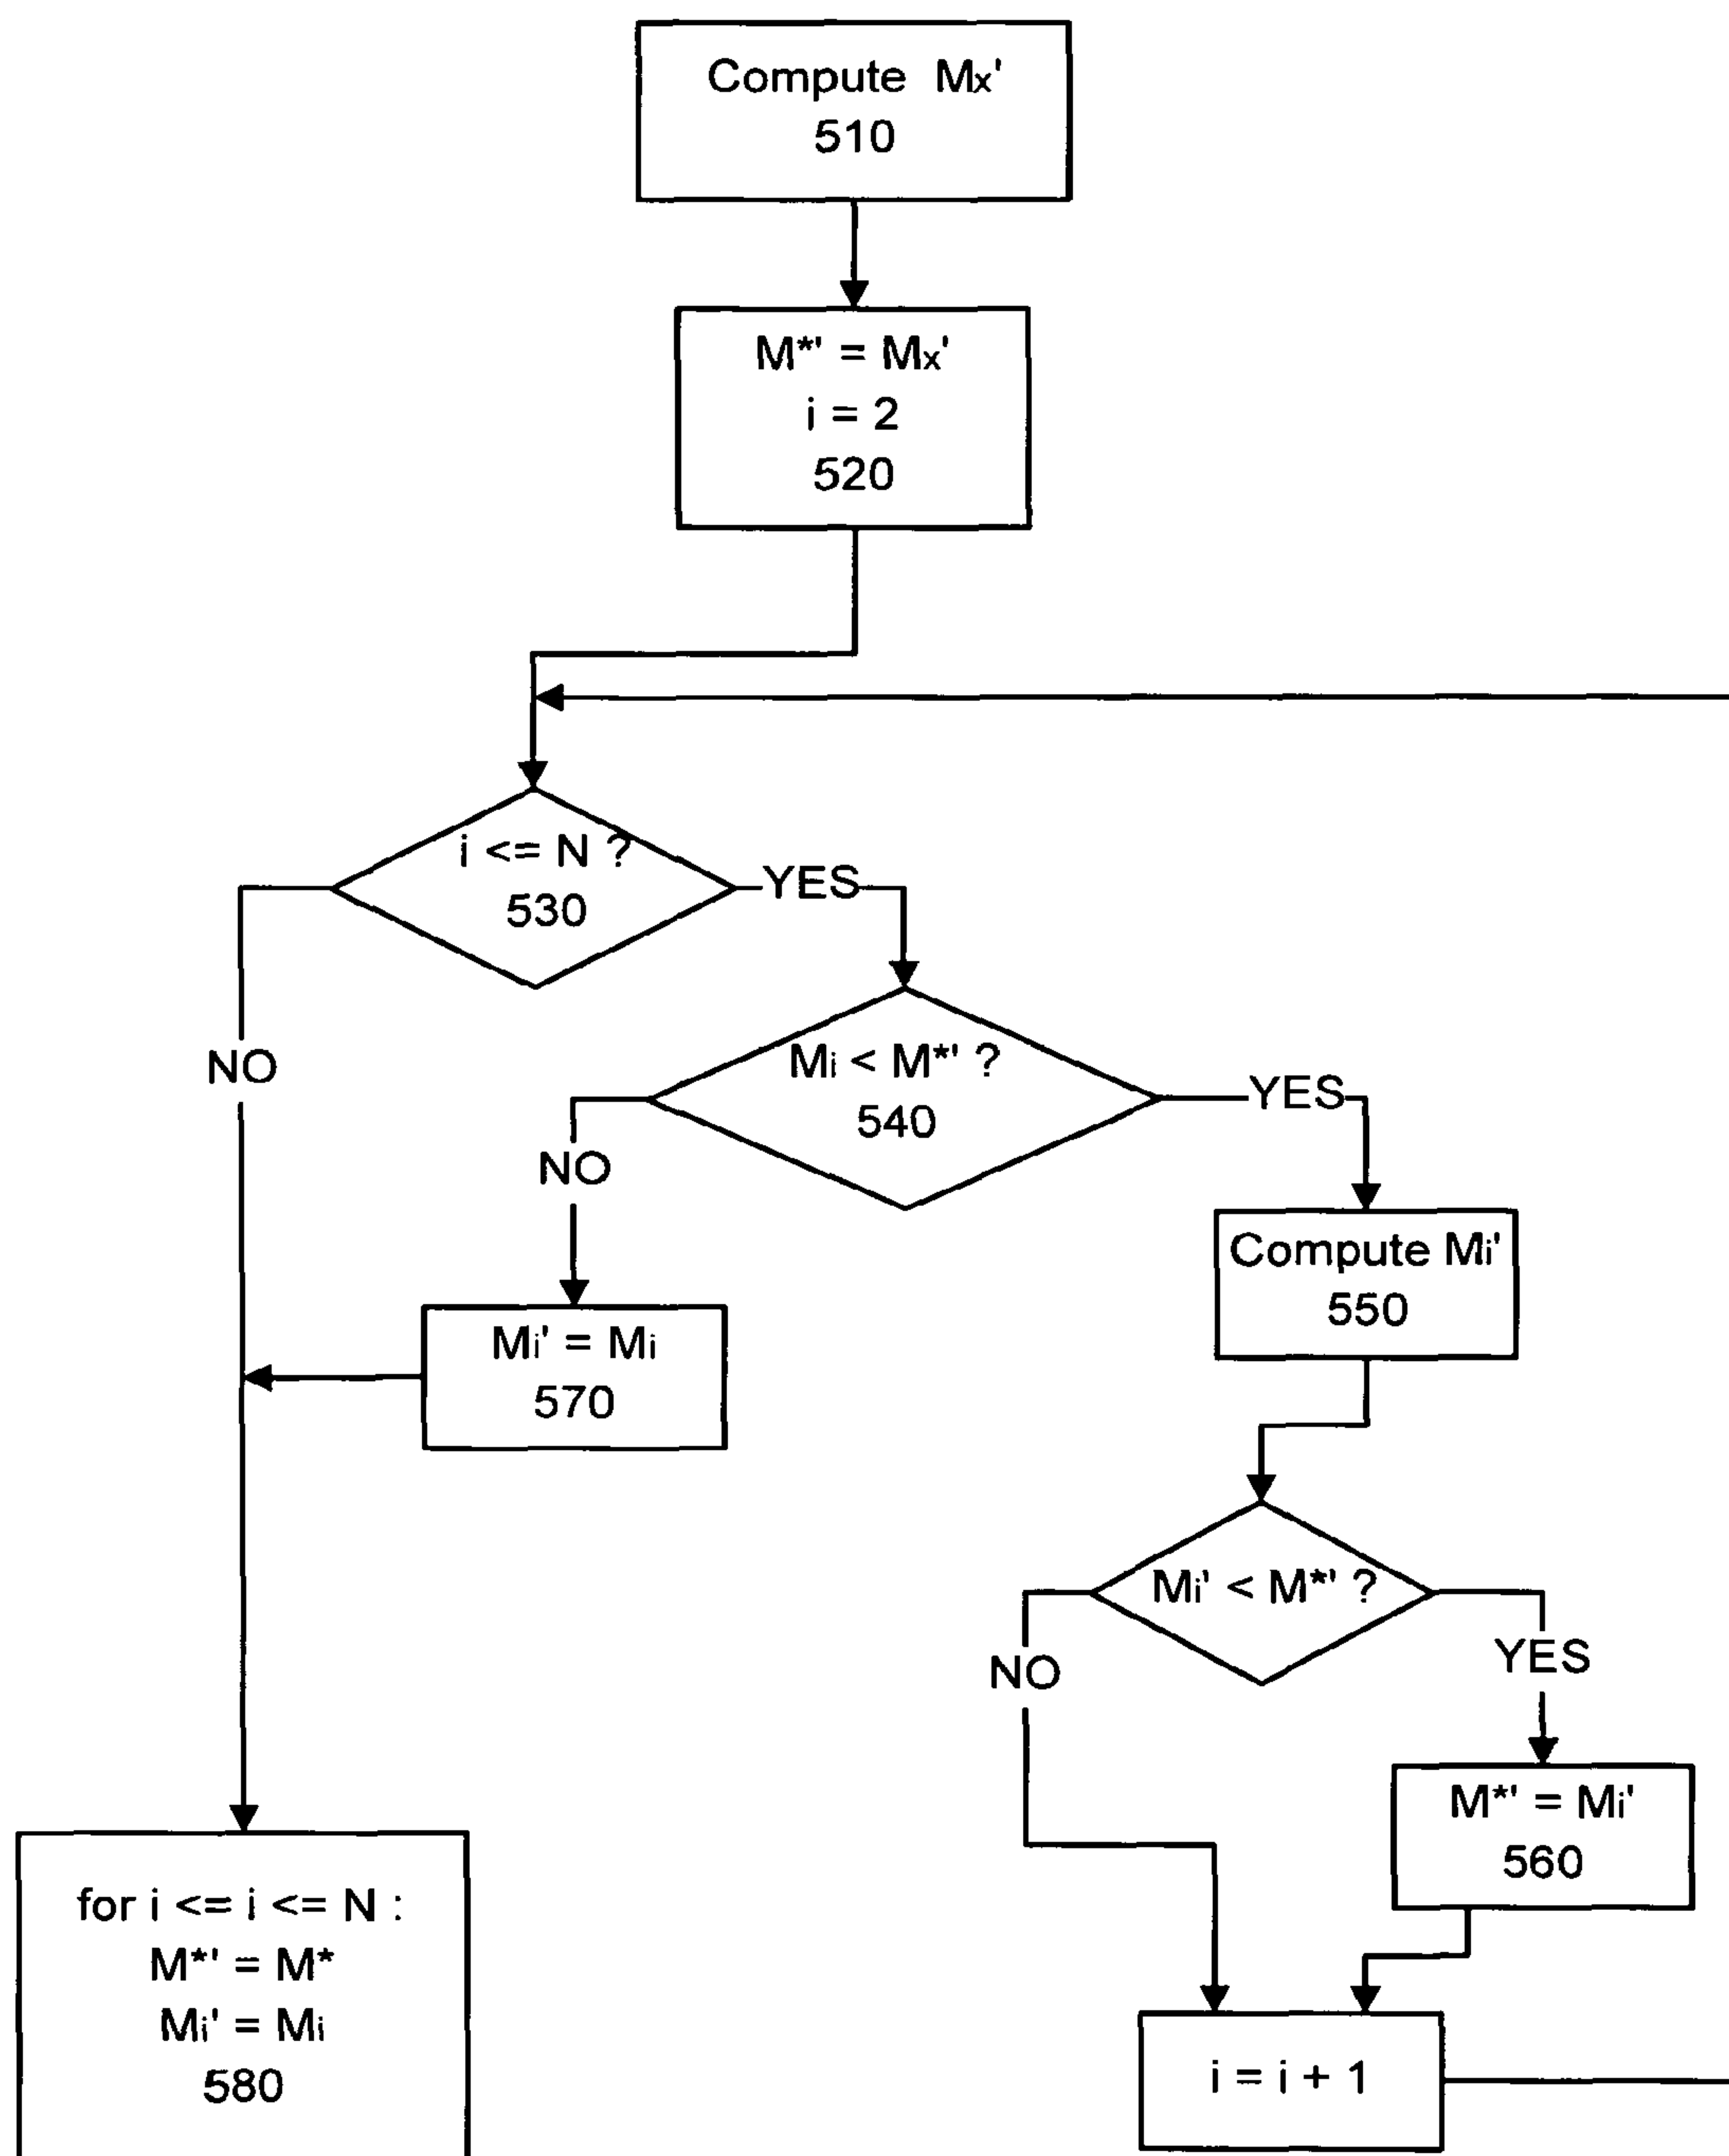 Compute Mx'
510
M*' = Mx'
i = 2
520
i <= N ?
530
YES
NO
Mi < M*' ?
540
YES
NO
Compute Mi'
550
Mi' = Mi
570
Mi' < M*' ?
NO
YES
M*' = Mi'
560
for i <= i <= N :
M*' = M*
Mi' = Mi
580
i = i + 1